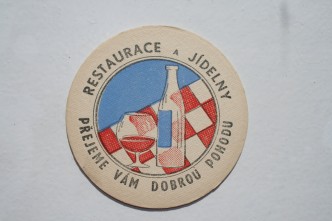 RESTAURACE A JÍDELNY
PŘEJEME VÁM DOBROU POHODU